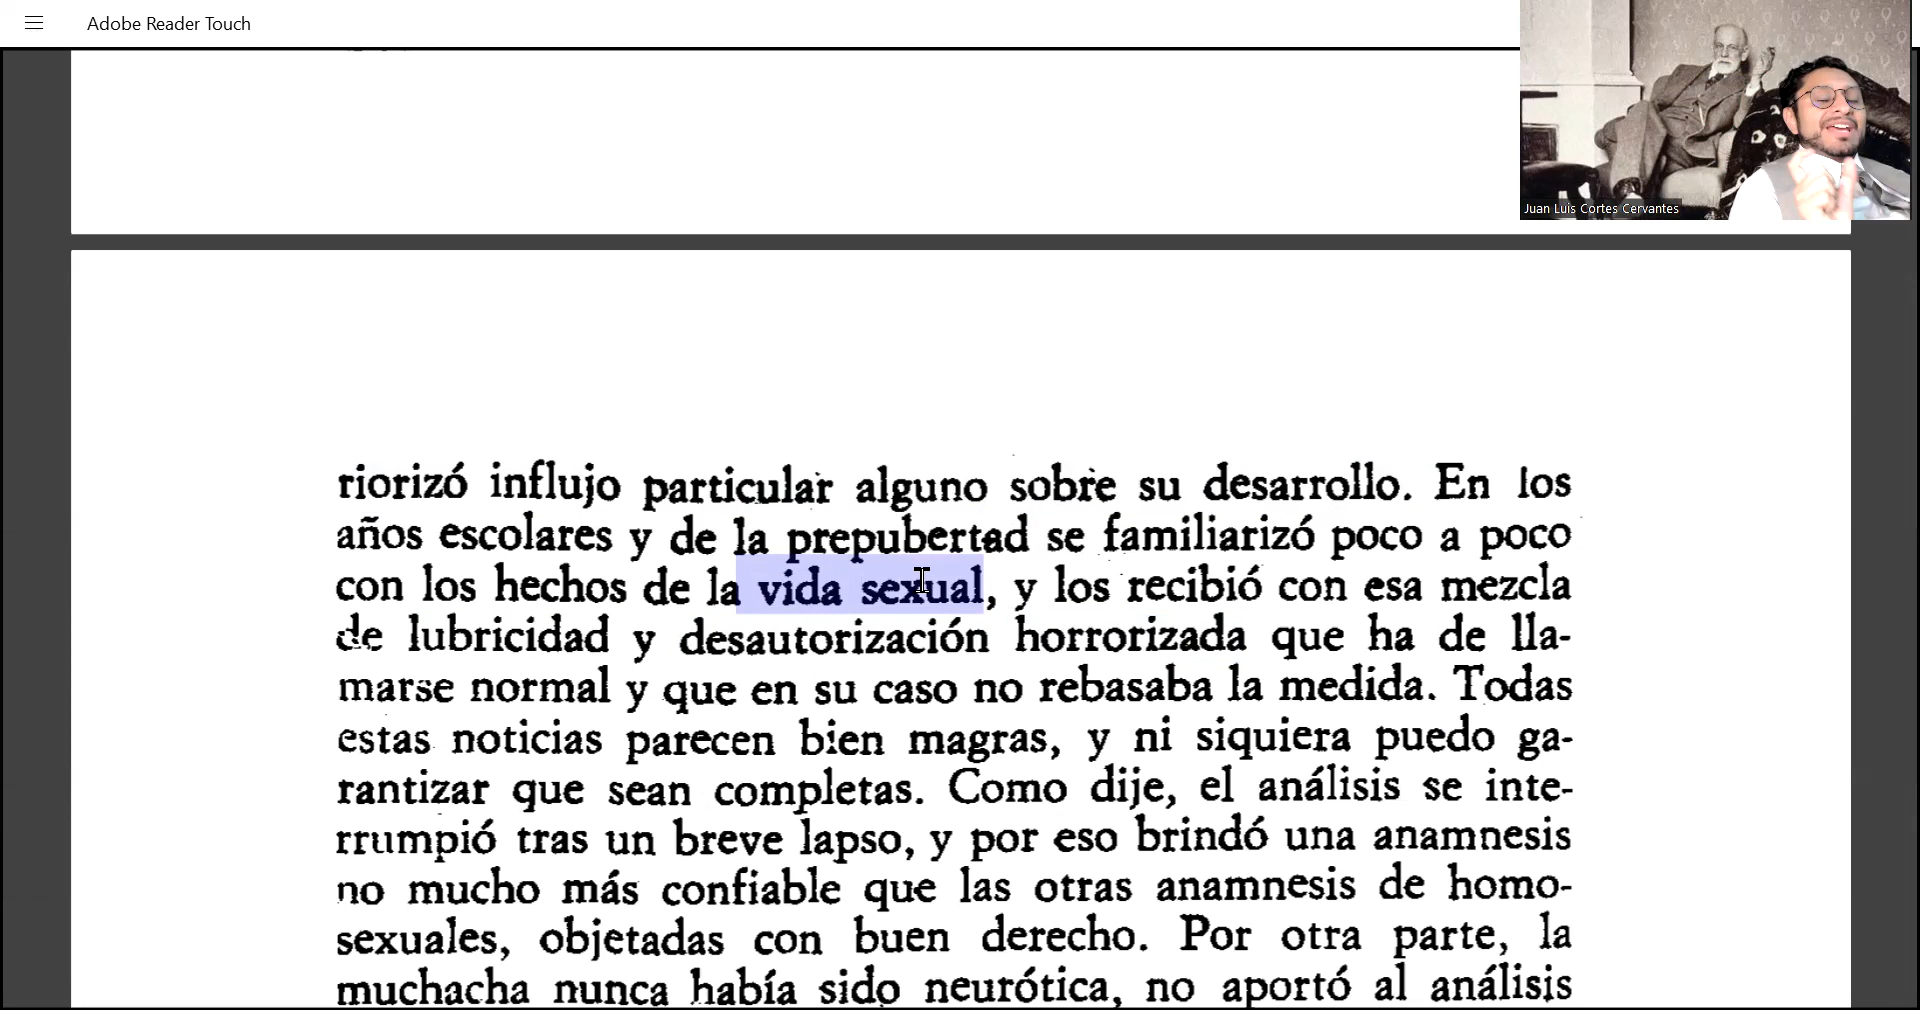 Adobe Reader Touch
Juan Luis Cortes Cervantes
riorizó influjo particular alguno sobre su desarrollo. En los
años escolares y de la prepubertad se familiarizó poco a poco
con los hechos de la vida sexual, y los recibió con esa mezcla
de lubricidad y desautorización horrorizada que ha de lla-
marse normal y que en su caso no rebasaba la medida. Todas
estas noticias parecen bien magras, y ni siquiera puedo ga-
rantizar que sean completas. Como dije, el análisis se inte-
rrumpió tras un breve lapso, y por eso brindó una anamnesis
no mucho más confiable que las otras anamnesis de homo-
sexuales, objetadas con buen derecho. Por otra parte, la
muchacha nunca había sido neurótica, no aportó al análisis